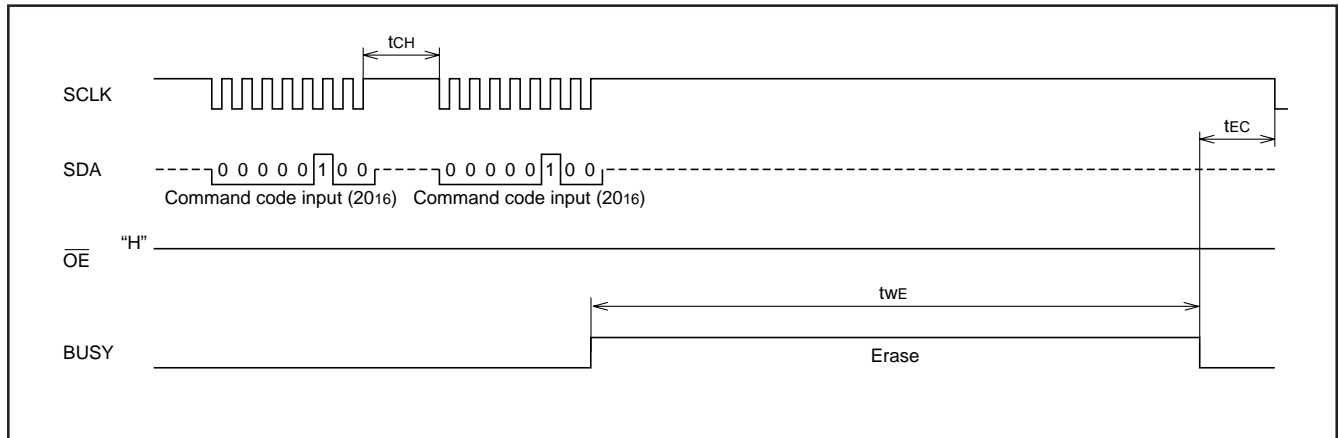 tCH
SCLK
tEC
SDA
0 0 0 0 0 1 0 0 0 0 0 0 0 1 0 0
Command code input (2016) Command code input (2016)
"H"
OE
twE
BUSY
Erase